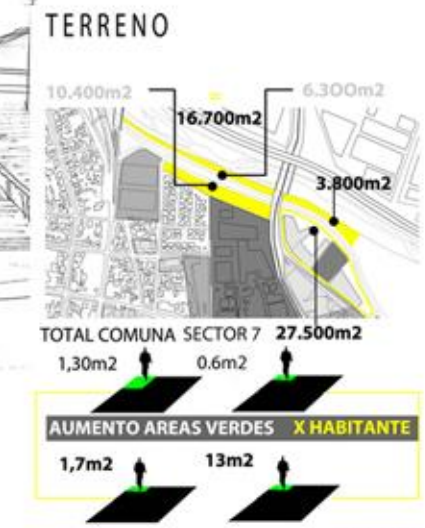 TERRENO
10.400m2 = 6.300m2
16.700m2
3.800m2
TOTAL COMUNA SECTOR 7 27.500m2
1,30m2 0.6m2
AUMENTO AREAS VERDES X HABITANTE
1,7m2 13m2